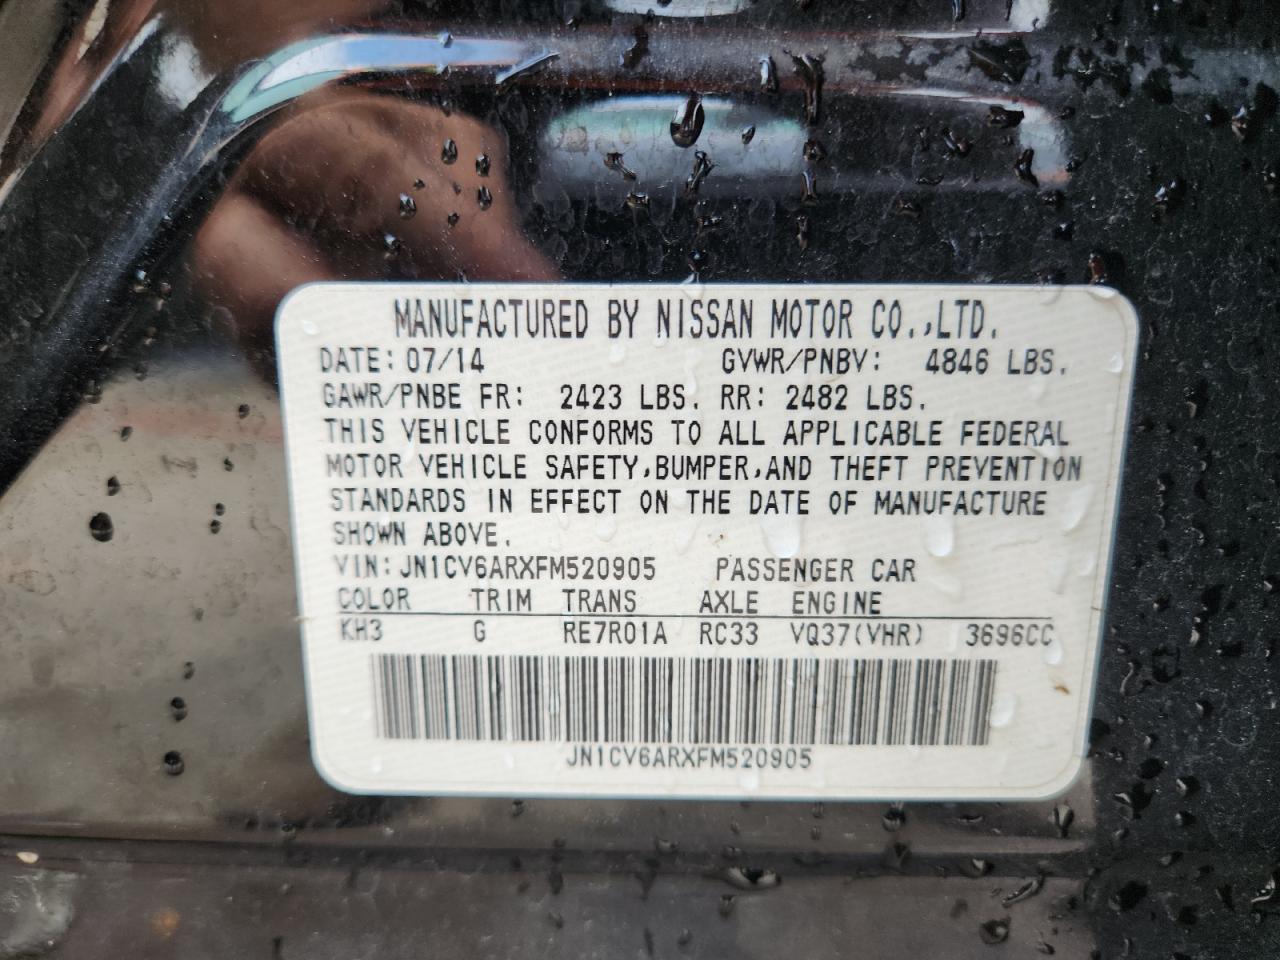 MANUFACTURED BY NISSAN MOTOR CO.,LTD.
DATE: 07/14 GVWR/PNBV: 4846 LBS.
GAWR/PNBE FR: 2423 LBS. RR: 2482 LBS.
THIS VEHICLE CONFORMS TO ALL APPLICABLE FEDERAL
MOTOR VEHICLE SAFETY,BUMPER,AND THEFT PREVENTION
STANDARDS IN EFFECT ON THE DATE OF MANUFACTURE
SHOWN ABOVE.
VIN: JN1CV6ARXFM520905 PASSENGER CAR
COLOR TRIM TRANS AXLE ENGINE
KH3 G RE7R01A RC33 VQ37(VHR) 3696CC
JN1CV6ARXFM520905